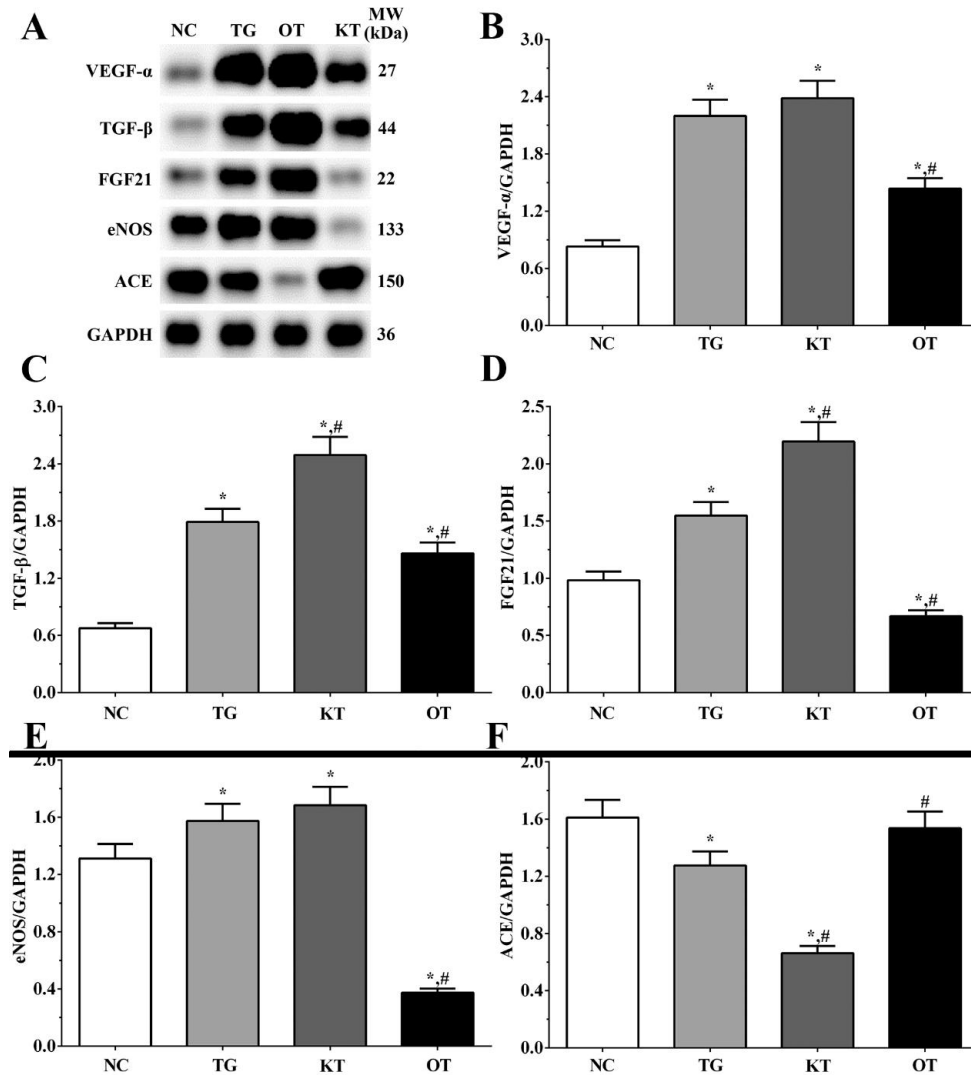 A
NC TG OT KT MW (kDa)
VEGF-α 27
TGF-β 44
FGF21 22
eNOS 133
ACE 150
GAPDH 36
B
VEGF-α/GAPDH
3.0
2.4
1.8
1.2
0.6
0.0
* * *,#
NC TG KT OT
C
TGF-β/GAPDH
3.0
2.4
1.8
1.2
0.6
0.0
* *,# *,#
NC TG KT OT
D
FGF21/GAPDH
2.5
2.0
1.5
1.0
0.5
0.0
* *,# *,#
NC TG KT OT
E
eNOS/GAPDH
2.0
1.6
1.2
0.8
0.4
0.0
* * *,#
NC TG KT OT
F
ACE/GAPDH
2.0
1.6
1.2
0.8
0.4
0.0
* *,# #
NC TG KT OT